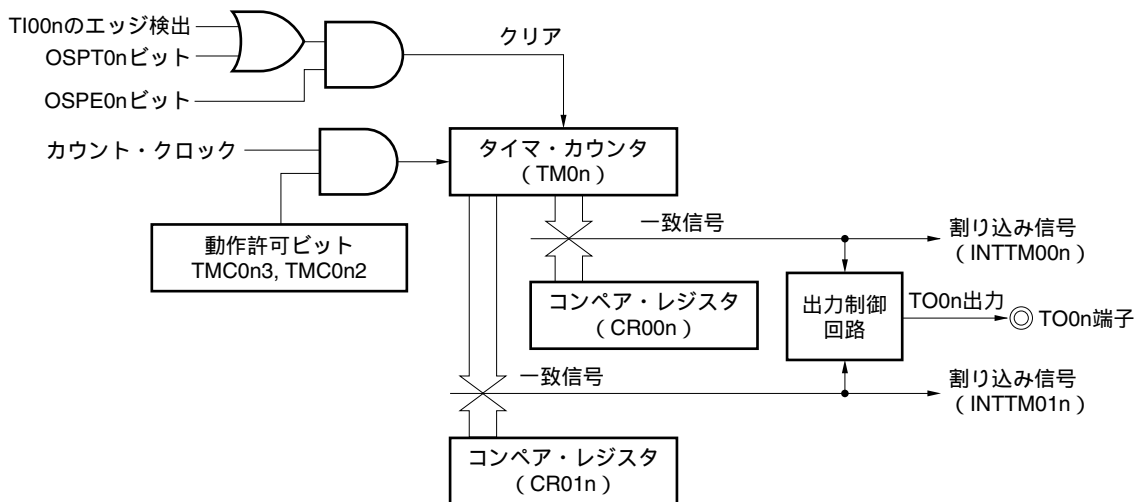 TI00nのエッジ検出
OSPT0nビット
OSPE0nビット
クリア
カウント・クロック
タイマ・カウンタ
(TM0n)
動作許可ビット
TMC0n3, TMC0n2
一致信号
割り込み信号
(INTTM00n)
コンペア・レジスタ
(CR00n)
出力制御
回路
TO0n出力
TO0n端子
一致信号
割り込み信号
(INTTM01n)
コンペア・レジスタ
(CR01n)